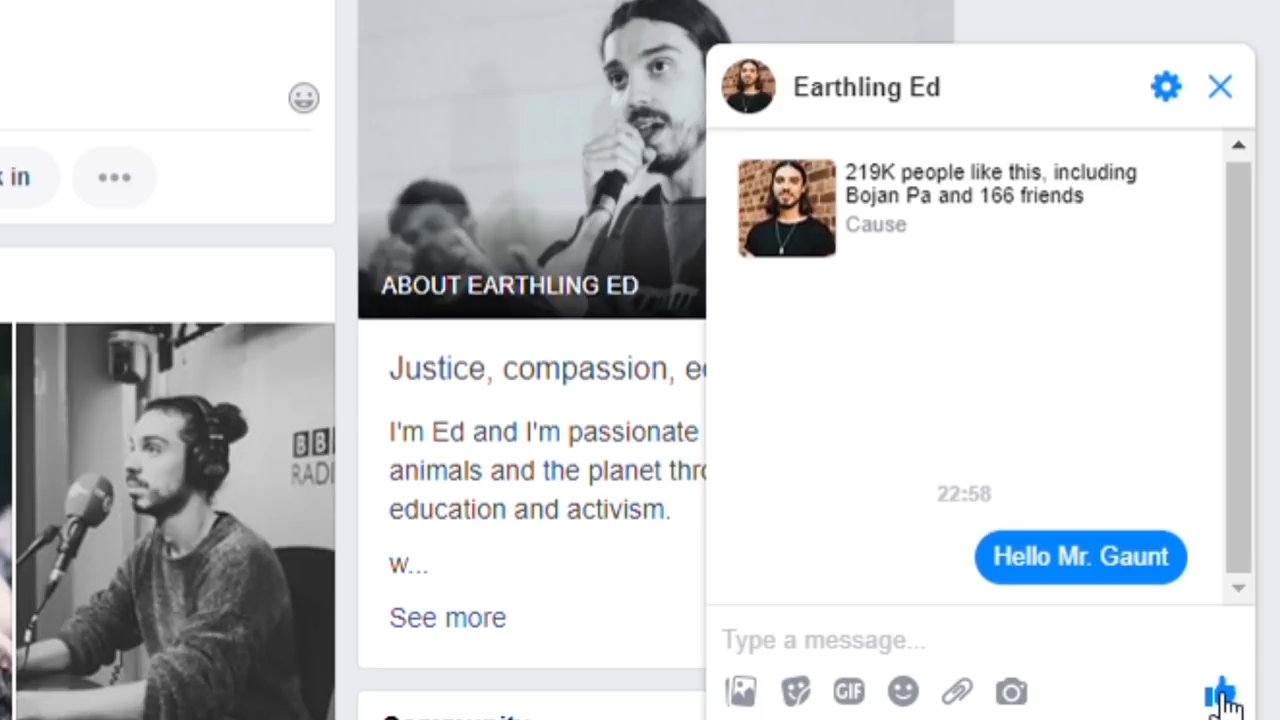 k in
•••
ABOUT EARTHLING ED
Justice, compassion,
I'm Ed and I'm passionate
animals and the planet
education and activism.
w...
See more
BB
RADI
Earthling Ed
219K people like this, including
Bojan Pa and 166 friends
Cause
22:58
Hello Mr. Gaunt
Type a message...
GIF